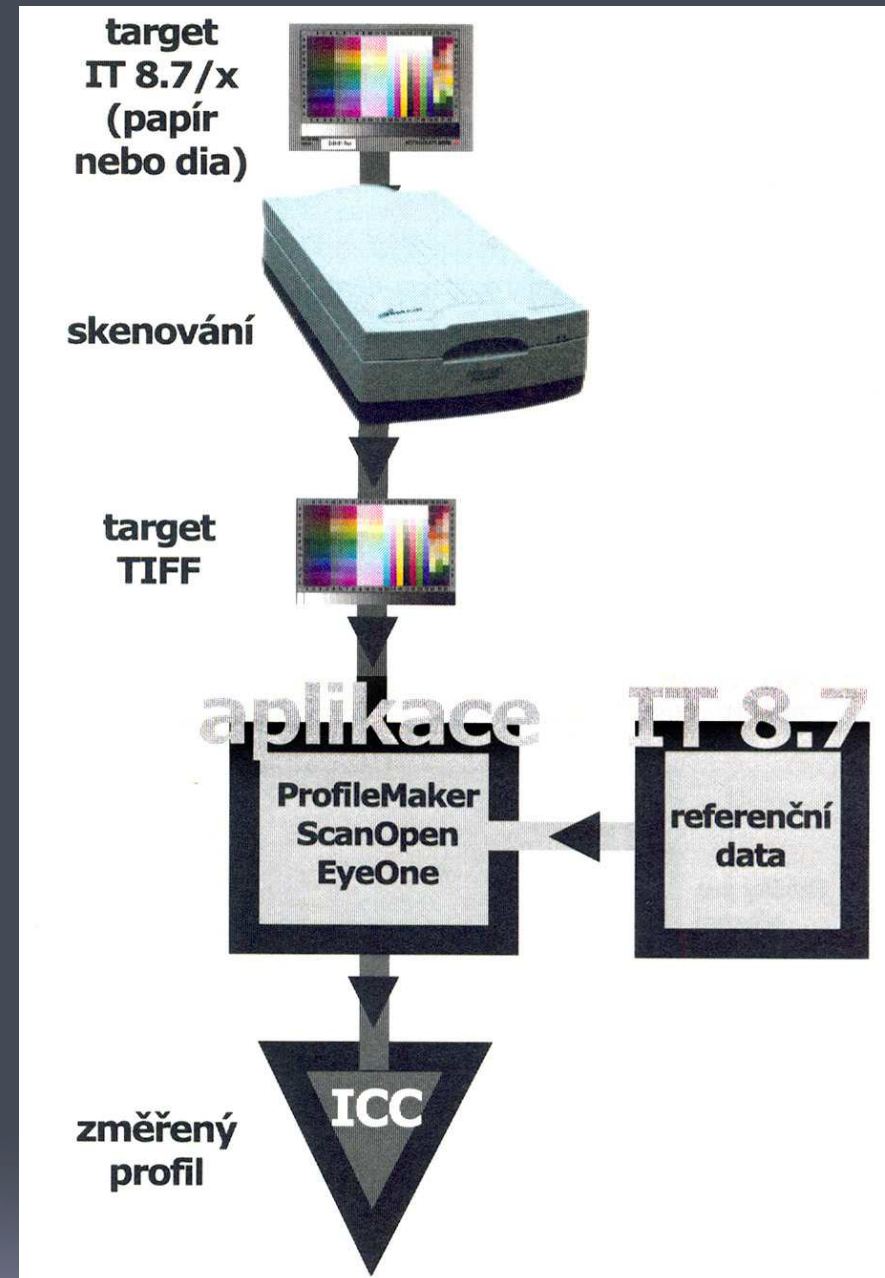 target
IT 8.7/x
(papír
nebo dia)
skenování
target
TIFF
aplikace
IT 8.7
ProfileMaker
ScanOpen
EyeOne
referenční
data
ICC
změřený
profil